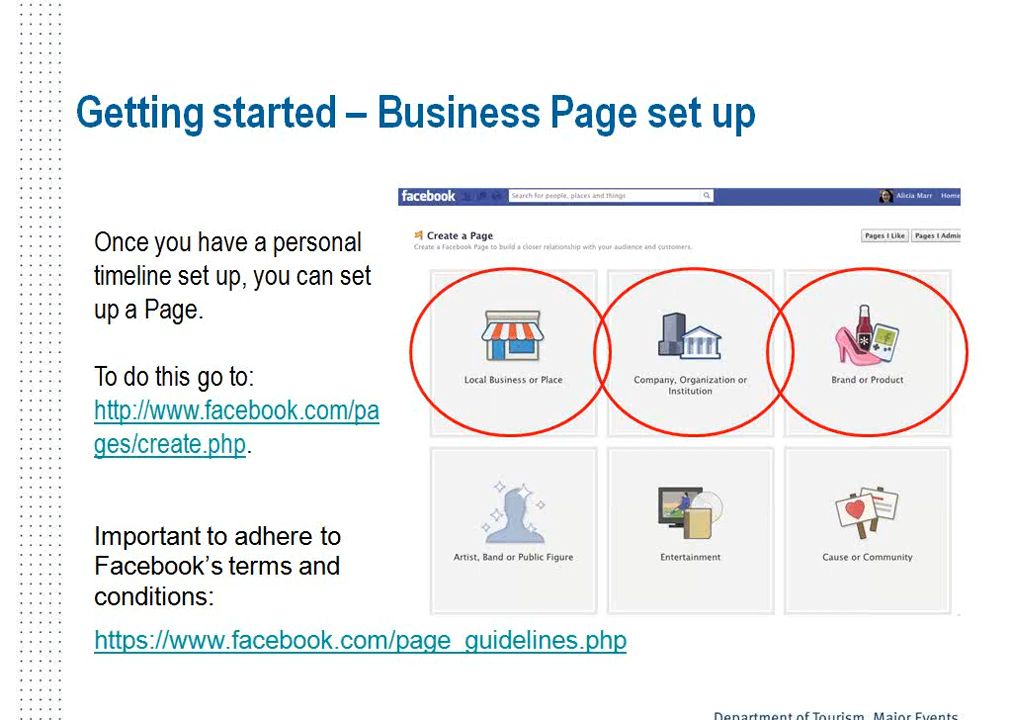 Getting started – Business Page set up
facebook
Search for people, places and things
Alicia Marr Home
Create a Page
Create a Facebook Page to build a closer relationship with your audience and customers.
Pages I Like
Pages I Admin
Once you have a personal
timeline set up, you can set
up a Page.
To do this go to:
http://www.facebook.com/pa
ges/create.php.
Important to adhere to
Facebook's terms and
conditions:
https://www.facebook.com/page_guidelines.php
Local Business or Place
Company, Organization or
Institution
Brand or Product
Artist, Band or Public Figure
Entertainment
Cause or Community
Department of Tourism, Major Events